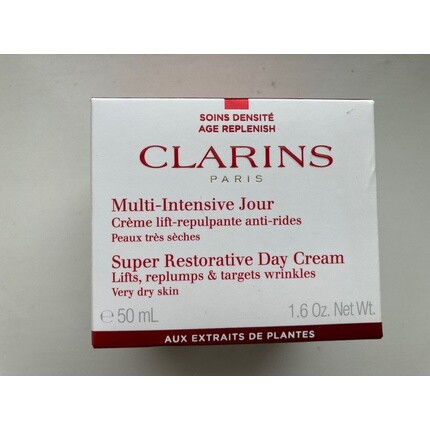 SOINS DENSITÉ
AGE REPLENISH
CLARINS
PARIS
Multi-Intensive Jour
Crème lift-repulpante anti-rides
Peaux très sèches
Super Restorative Day Cream
Lifts, replumps & targets wrinkles
Very dry skin
℮ 50 mL 1.6 Oz. Net Wt.
AUX EXTRAITS DE PLANTES